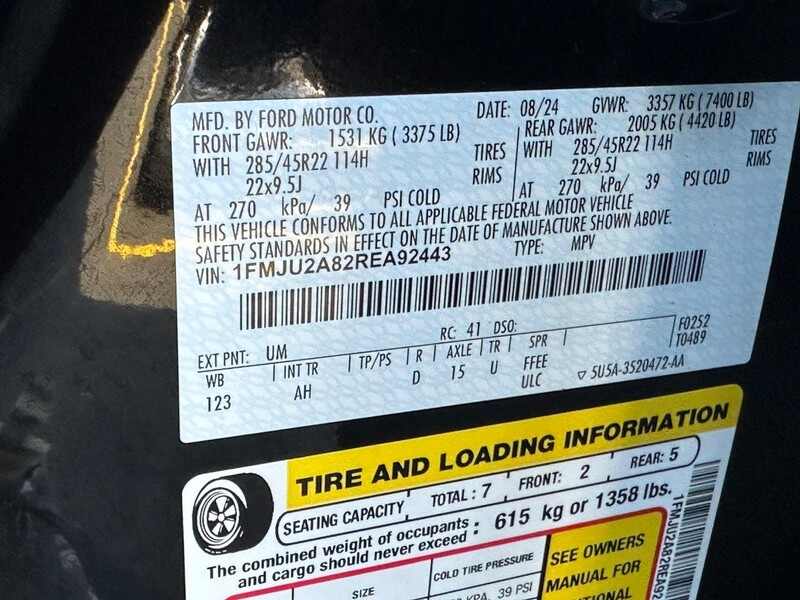 MFD. BY FORD MOTOR CO.
DATE: 08/24 GVWR: 3357 KG ( 7400 LB)
FRONT GAWR: 1531 KG ( 3375 LB)
REAR GAWR: 2005 KG ( 4420 LB)
WITH 285/45R22 114H TIRES
WITH 285/45R22 114H TIRES
22x9.5J RIMS
22x9.5J RIMS
AT 270 kPa/ 39 PSI COLD
AT 270 kPa/ 39 PSI COLD
THIS VEHICLE CONFORMS TO ALL APPLICABLE FEDERAL MOTOR VEHICLE
SAFETY STANDARDS IN EFFECT ON THE DATE OF MANUFACTURE SHOWN ABOVE.
VIN: 1FMJU2A82REA92443 TYPE: MPV
EXT PNT: UM RC: 41 DSO: F0252
T0489
WB INT TR TP/PS R AXLE TR SPR
123 AH D 15 U FFEE
ULC
▽ 5U5A-3520472-AA
TIRE AND LOADING INFORMATION
SEATING CAPACITY TOTAL : 7 FRONT: 2 REAR: 5
The combined weight of occupants
and cargo should never exceed : 615 kg or 1358 lbs.
SIZE COLD TIRE PRESSURE
KPA, 39 PSI
SEE OWNERS
MANUAL FOR
1FMJU2A82REA92